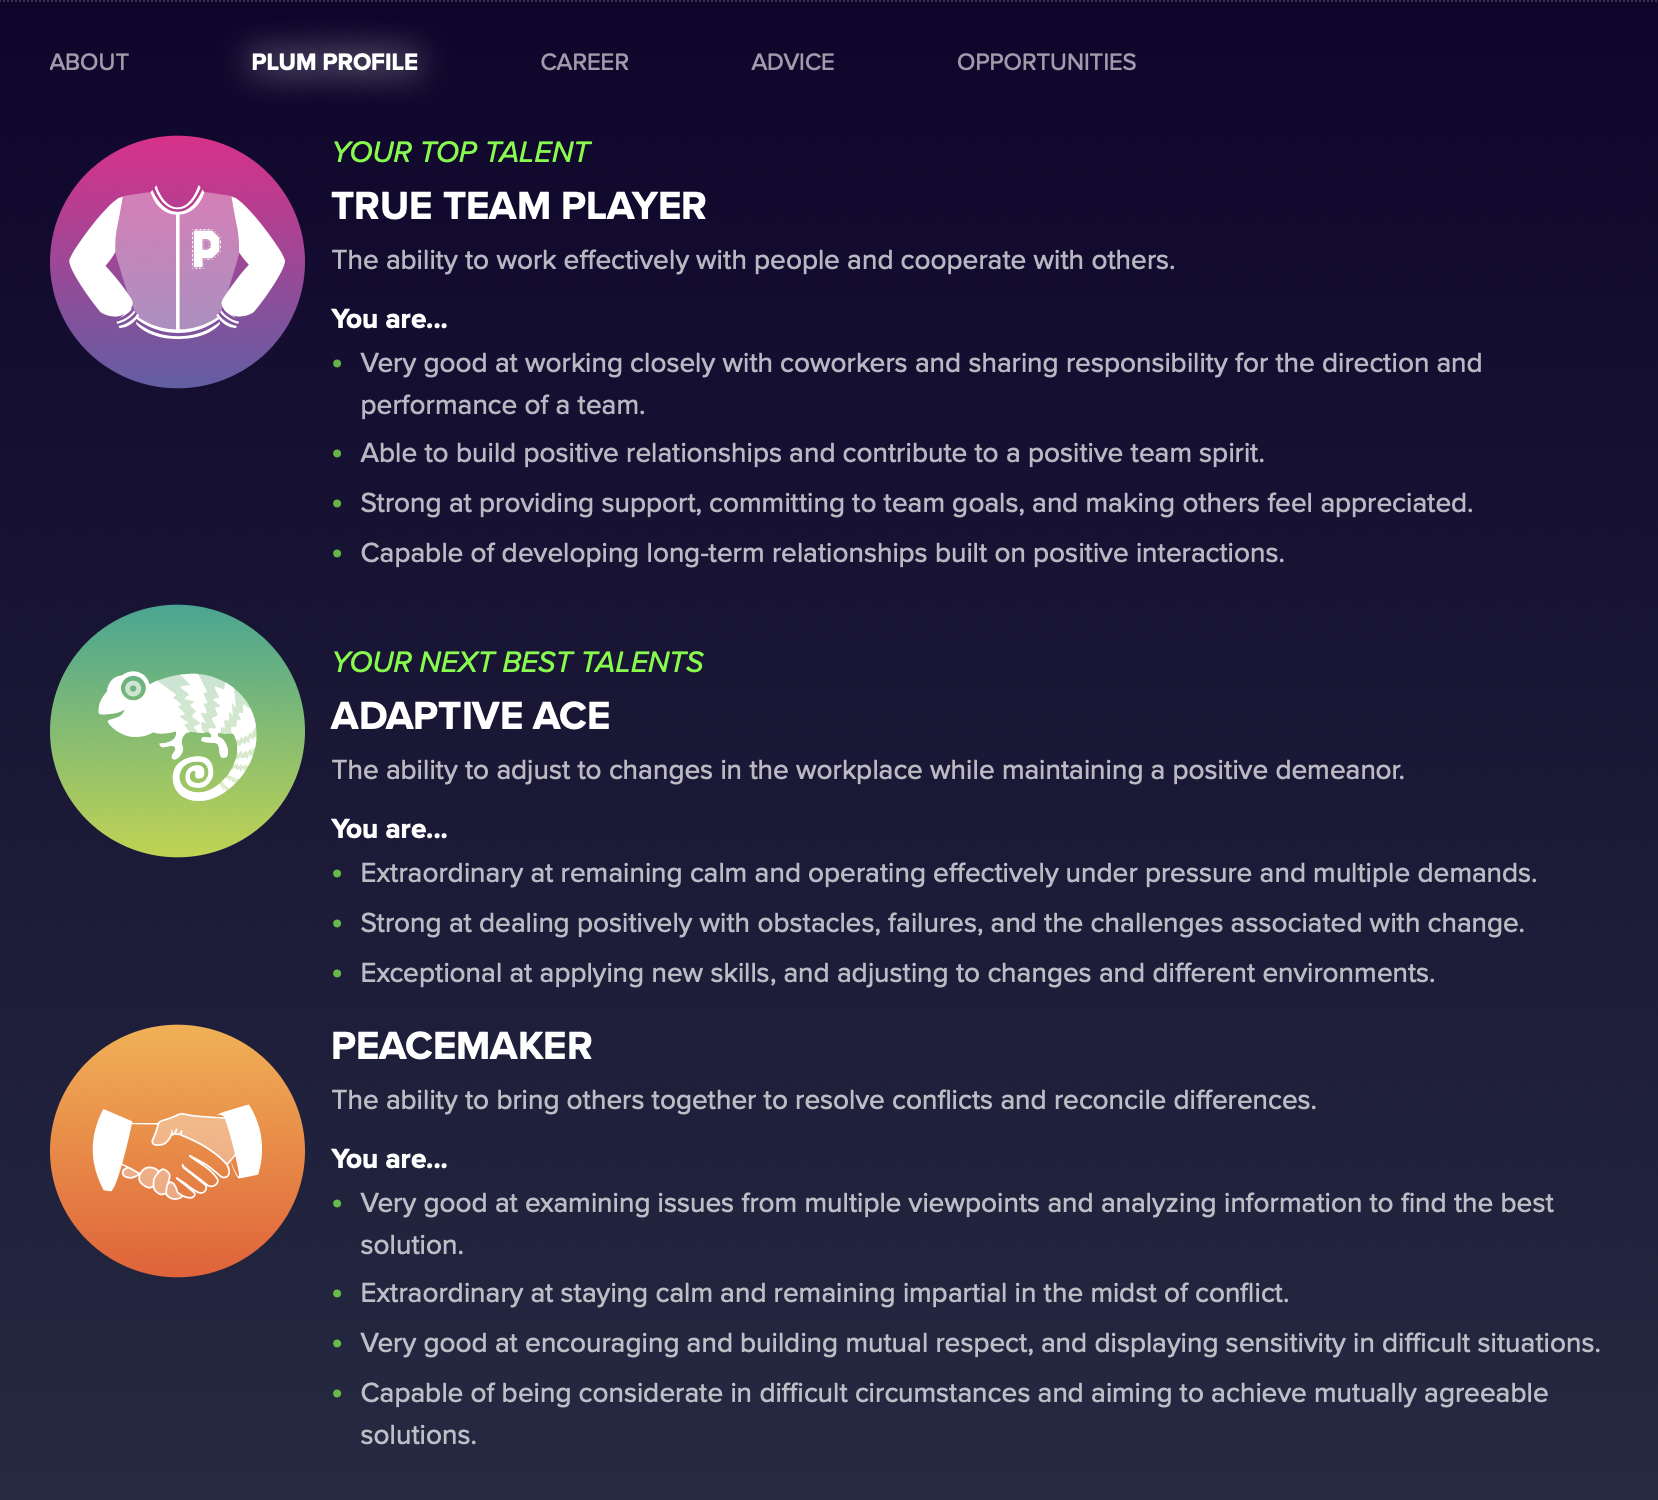 ABOUT PLUM PROFILE CAREER ADVICE OPPORTUNITIES
YOUR TOP TALENT
TRUE TEAM PLAYER
P
The ability to work effectively with people and cooperate with others.
You are...
• Very good at working closely with coworkers and sharing responsibility for the direction and
performance of a team.
• Able to build positive relationships and contribute to a positive team spirit.
• Strong at providing support, committing to team goals, and making others feel appreciated.
• Capable of developing long-term relationships built on positive interactions.
YOUR NEXT BEST TALENTS
ADAPTIVE ACE
The ability to adjust to changes in the workplace while maintaining a positive demeanor.
You are...
• Extraordinary at remaining calm and operating effectively under pressure and multiple demands.
• Strong at dealing positively with obstacles, failures, and the challenges associated with change.
• Exceptional at applying new skills, and adjusting to changes and different environments.
PEACEMAKER
The ability to bring others together to resolve conflicts and reconcile differences.
You are...
• Very good at examining issues from multiple viewpoints and analyzing information to find the best
solution.
• Extraordinary at staying calm and remaining impartial in the midst of conflict.
• Very good at encouraging and building mutual respect, and displaying sensitivity in difficult situations.
• Capable of being considerate in difficult circumstances and aiming to achieve mutually agreeable
solutions.